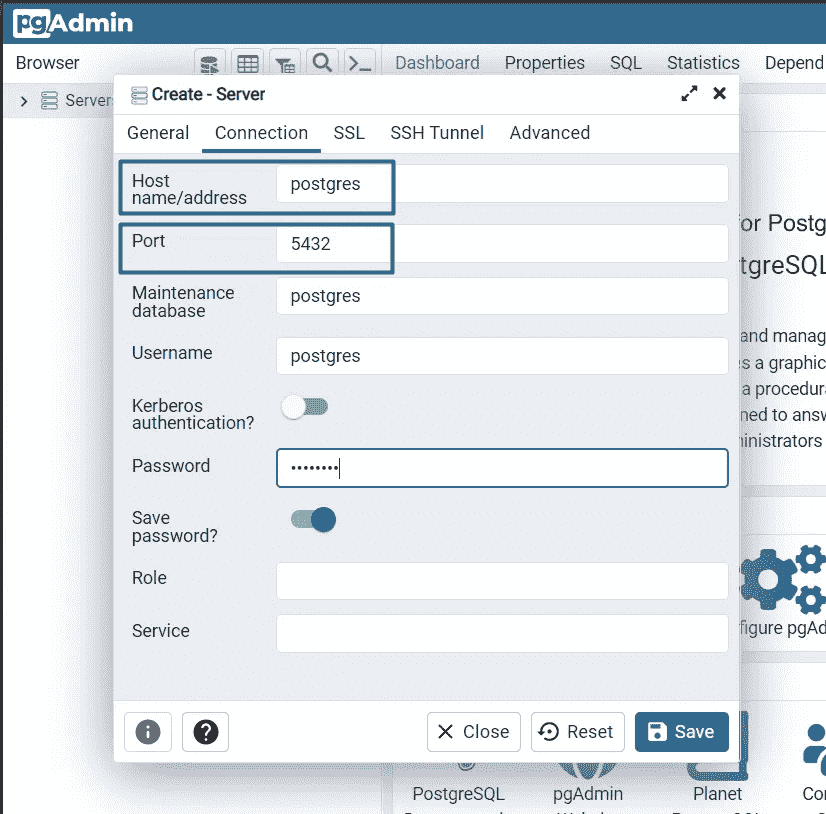 pgAdmin
Browser
Dashboard Properties SQL Statistics Depend
Server
Create - Server
General Connection SSL SSH Tunnel Advanced
Host
name/address
postgres
Port
5432
Maintenance
database
postgres
Username
postgres
Kerberos
authentication?
Password
••••••••
Save
password?
Role
Service
Close Reset Save
or Postg
tgreSQL
and manag
s a graphic
a procedura
ned to answ
ninistrators
figure pgAd
PostgreSQL pgAdmin Planet Co